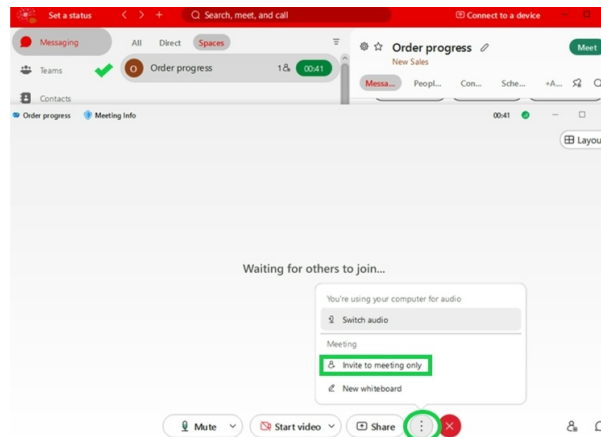 Set a status
Search, meet, and call
Connect to a device
Messaging
All Direct Spaces
Order progress
New Sales
Meet
Teams
O Order progress
1 00:41
Messa... Peopl... Con... Sche... +A...
Contacts
Order progress Meeting Info
00:41
Layou
Waiting for others to join...
You're using your computer for audio
Switch audio
Meeting
Invite to meeting only
New whiteboard
Mute Start video Share